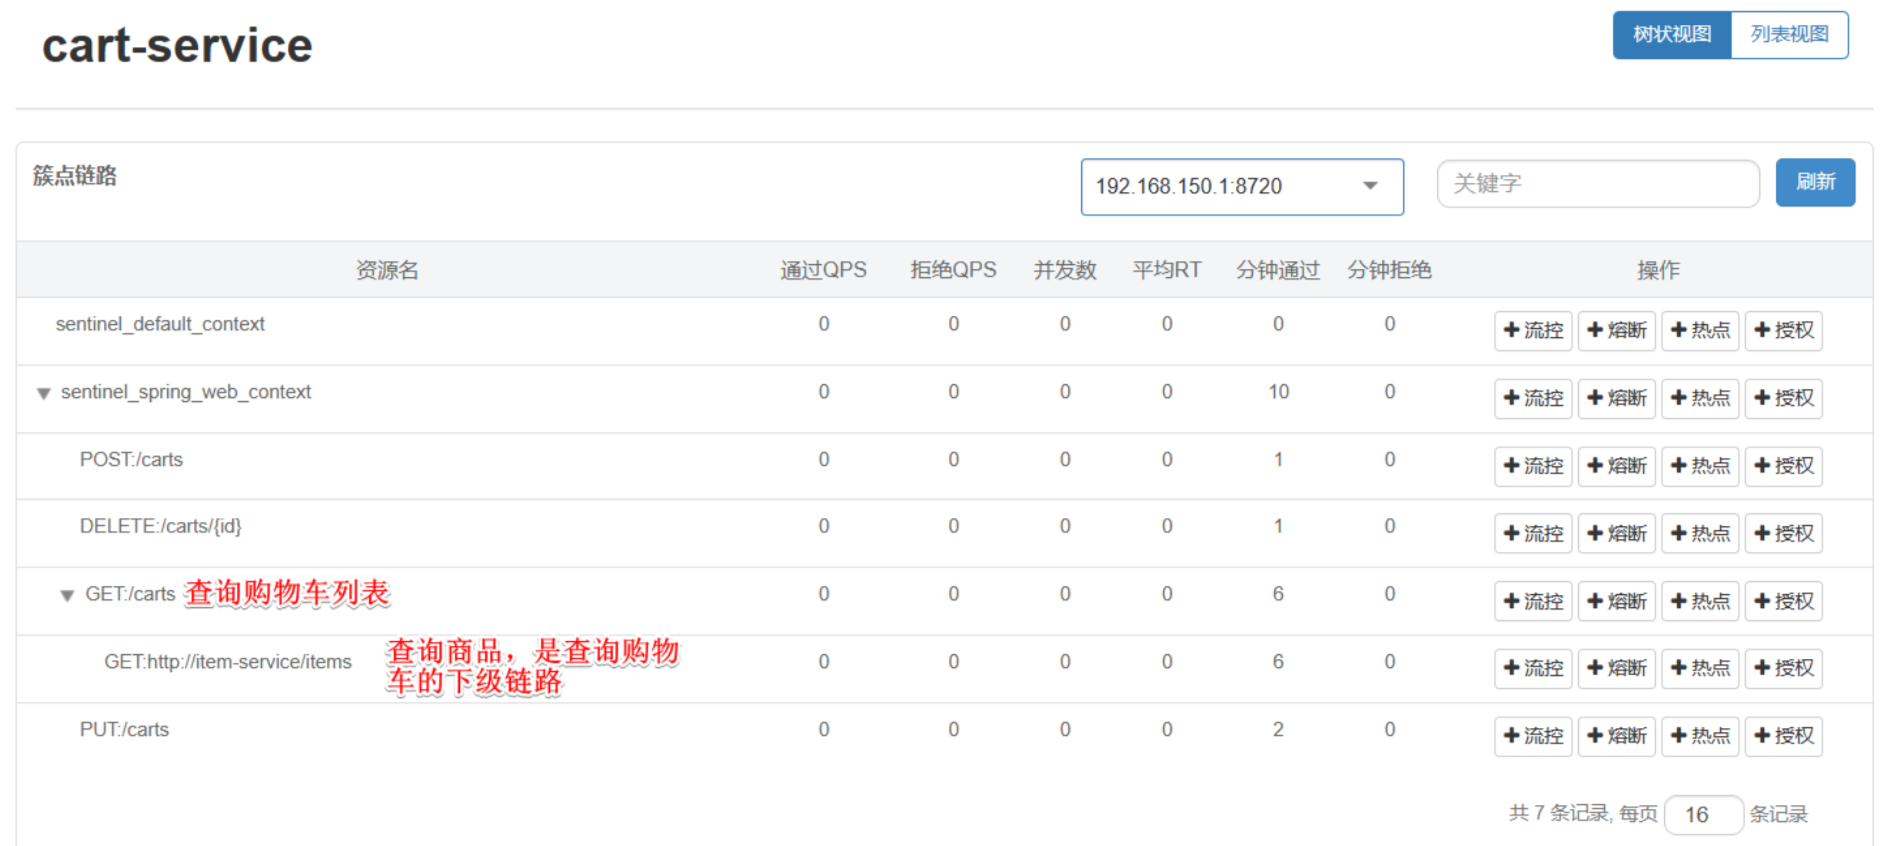 cart-service
树状视图 列表视图
簇点链路
192.168.150.1:8720
关键字
刷新
资源名 通过QPS 拒绝QPS 并发数 平均RT 分钟通过 分钟拒绝 操作
sentinel_default_context 0 0 0 0 0 0 流控 熔断 热点 授权
sentinel_spring_web_context 0 0 0 0 10 0 流控 熔断 热点 授权
POST:/carts 0 0 0 0 1 0 流控 熔断 热点 授权
DELETE:/carts/{id} 0 0 0 0 1 0 流控 熔断 热点 授权
GET:/carts 查询购物车列表 0 0 0 0 6 0 流控 熔断 热点 授权
GET:http://item-service/items 0 0 0 0 6 0 流控 熔断 热点 授权
查询商品，是查询购物
车的下级链路
PUT:/carts 0 0 0 0 2 0 流控 熔断 热点 授权
共 7 条记录, 每页 16 条记录